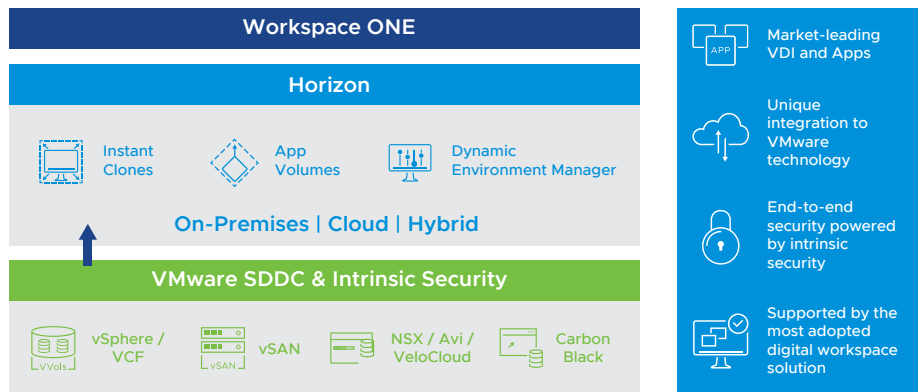 Workspace ONE
Horizon
Instant
Clones
App
Volumes
Dynamic
Environment Manager
On-Premises | Cloud | Hybrid
VMware SDDC & Intrinsic Security
VVols
vSphere /
VCF
vSAN
vSAN
NSX / Avi /
VeloCloud
Carbon
Black
APP
Market-leading
VDI and Apps
Unique
integration to
VMware
technology
End-to-end
security powered
by intrinsic
security
Supported by the
most adopted
digital workspace
solution